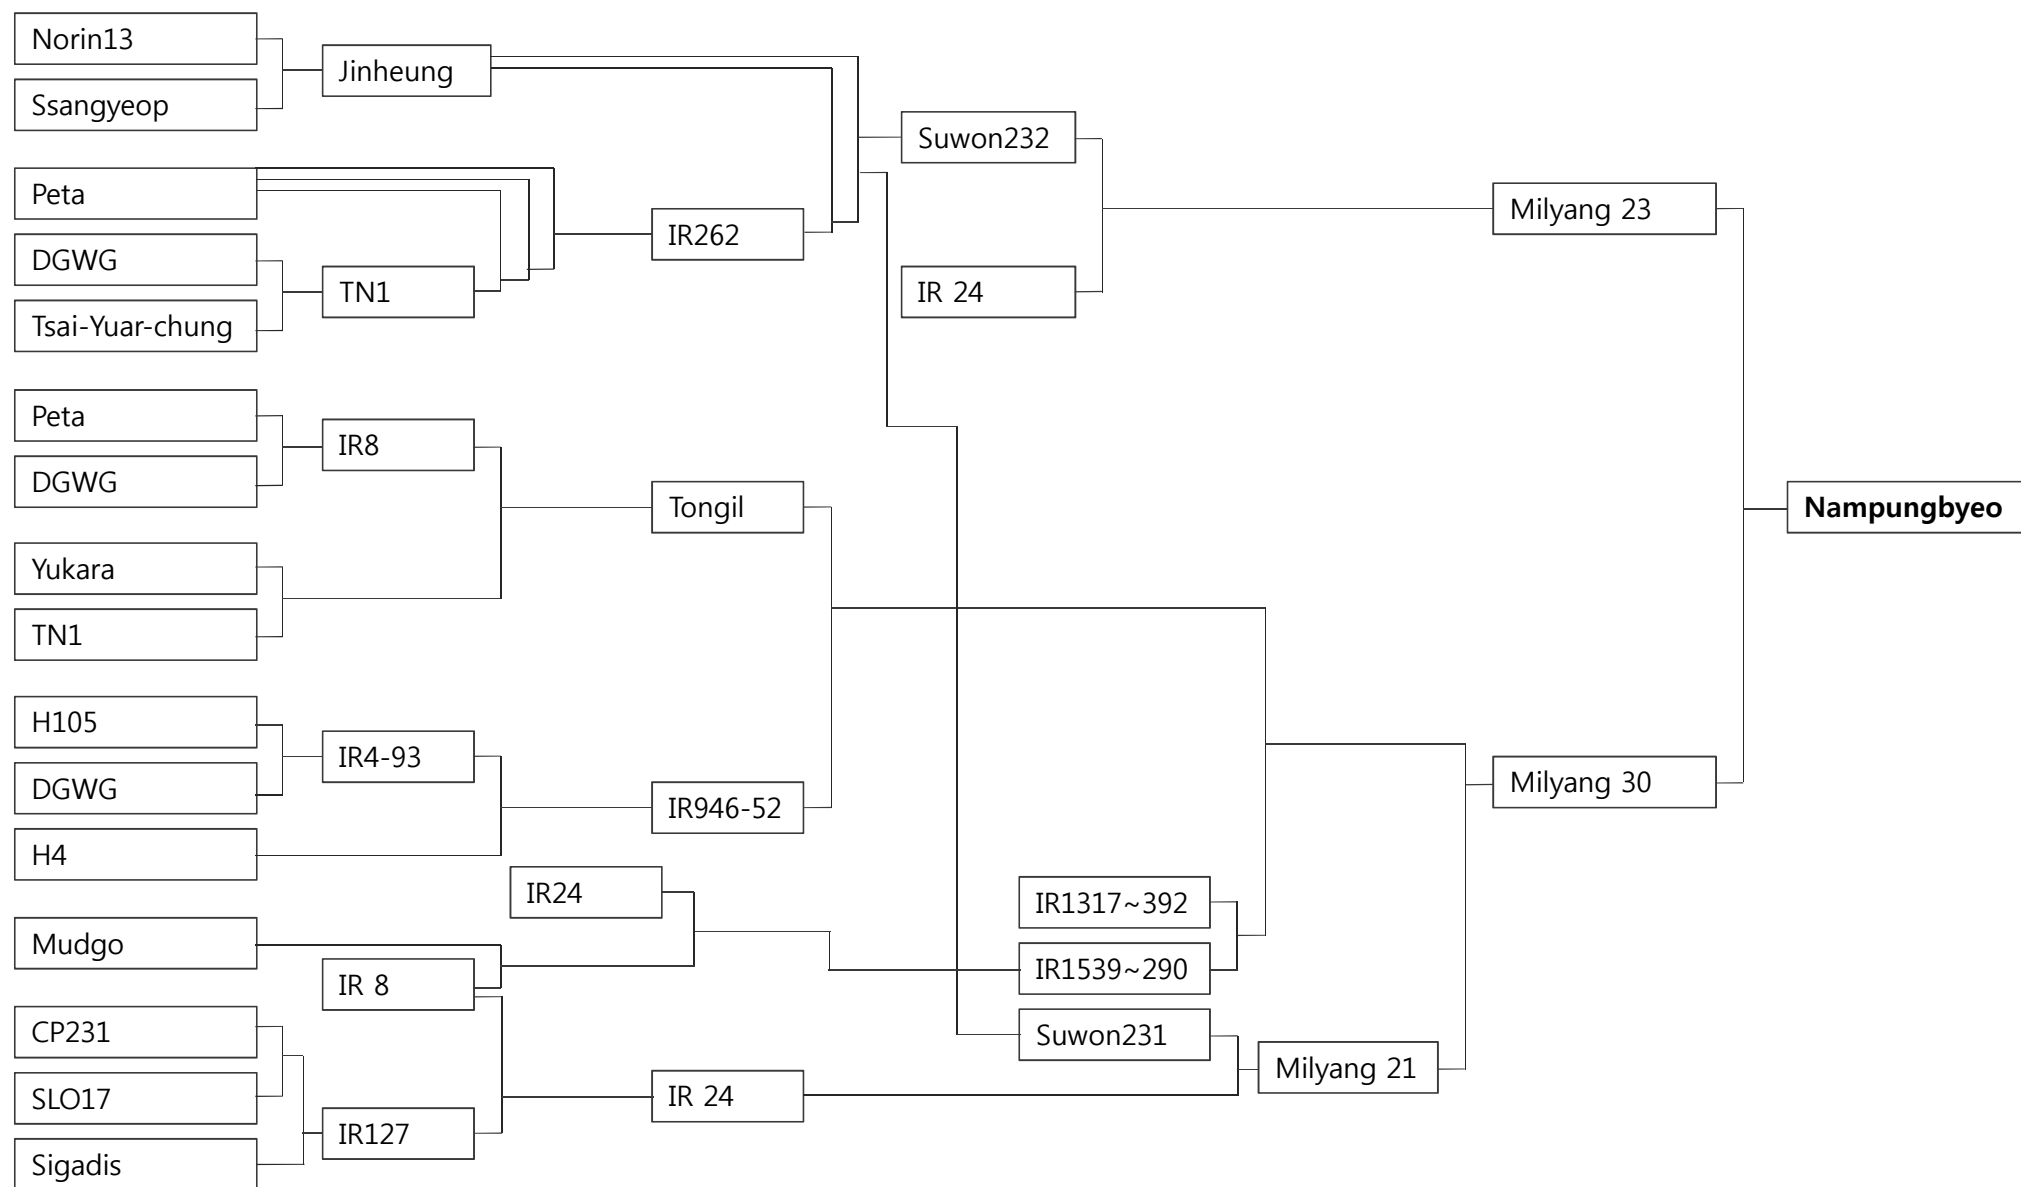 Norin13
Jinheung
Ssangyeop
Suwon232
Peta
Milyang 23
IR262
DGWG
TN1
IR 24
Tsai-Yuar-chung
Peta
IR8
DGWG
Tongil
Nampungbyeo
Yukara
TN1
H105
IR4-93
DGWG
Milyang 30
IR946-52
H4
IR24
IR1317~392
Mudgo
IR 8
IR1539~290
CP231
Suwon231
Milyang 21
SLO17
IR 24
IR127
Sigadis